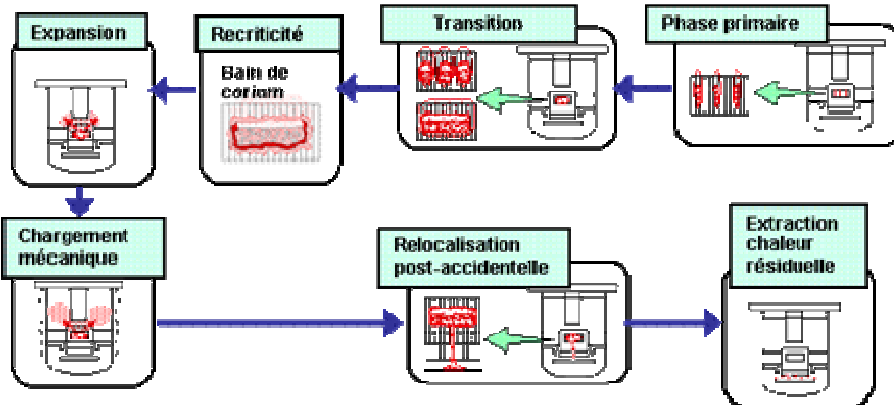 Expansion
Recriticité
Transition
Phase primaire
Bain de
corium
Chargement
mécanique
Relocalisation
post-accidentelle
Extraction
chaleur
résiduelle